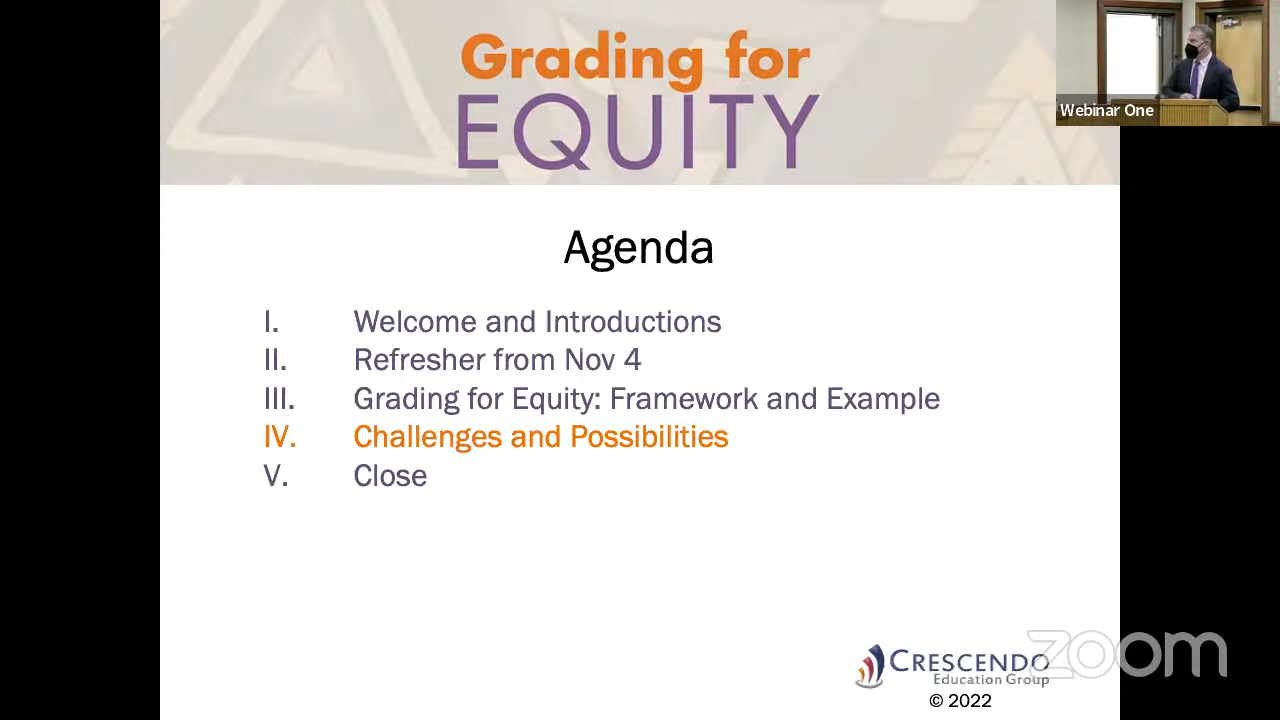 Grading for
EQUITY
Webinar One
Agenda
I. Welcome and Introductions
II. Refresher from Nov 4
III. Grading for Equity: Framework and Example
IV. Challenges and Possibilities
V. Close
CRESCENDO
Education Group
© 2022
zoom